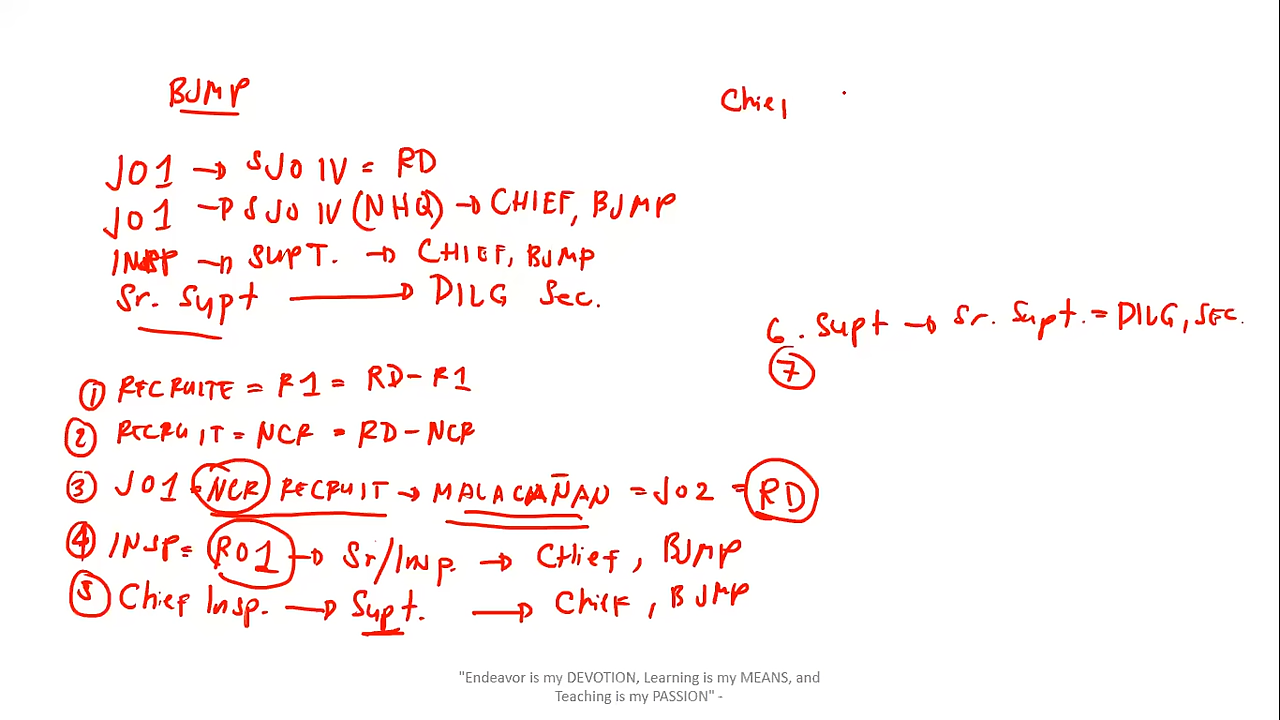 BJMP
Chief
JO1 → SJO IV = RD
JO1 → SJO IV (NHQ) → CHIEF, BJMP
INSP → SUPT. → CHIEF, BJMP
Sr. Supt → DILG Sec.
6. Supt → Sr. Supt. = DILG, SEC.
7
1 RECRUITE = R1 = RD-R1
2 RECRUIT = NCR = RD-NCR
3 JO1 = NCR RECRUIT → MALACAÑAN = JO2 = RD
4 INSP = RO1 → Sr/Insp. → Chief, BJMP
5 Chief Insp. → Supt. → Chief, BJMP
"Endeavor is my DEVOTION, Learning is my MEANS, and
Teaching is my PASSION" -